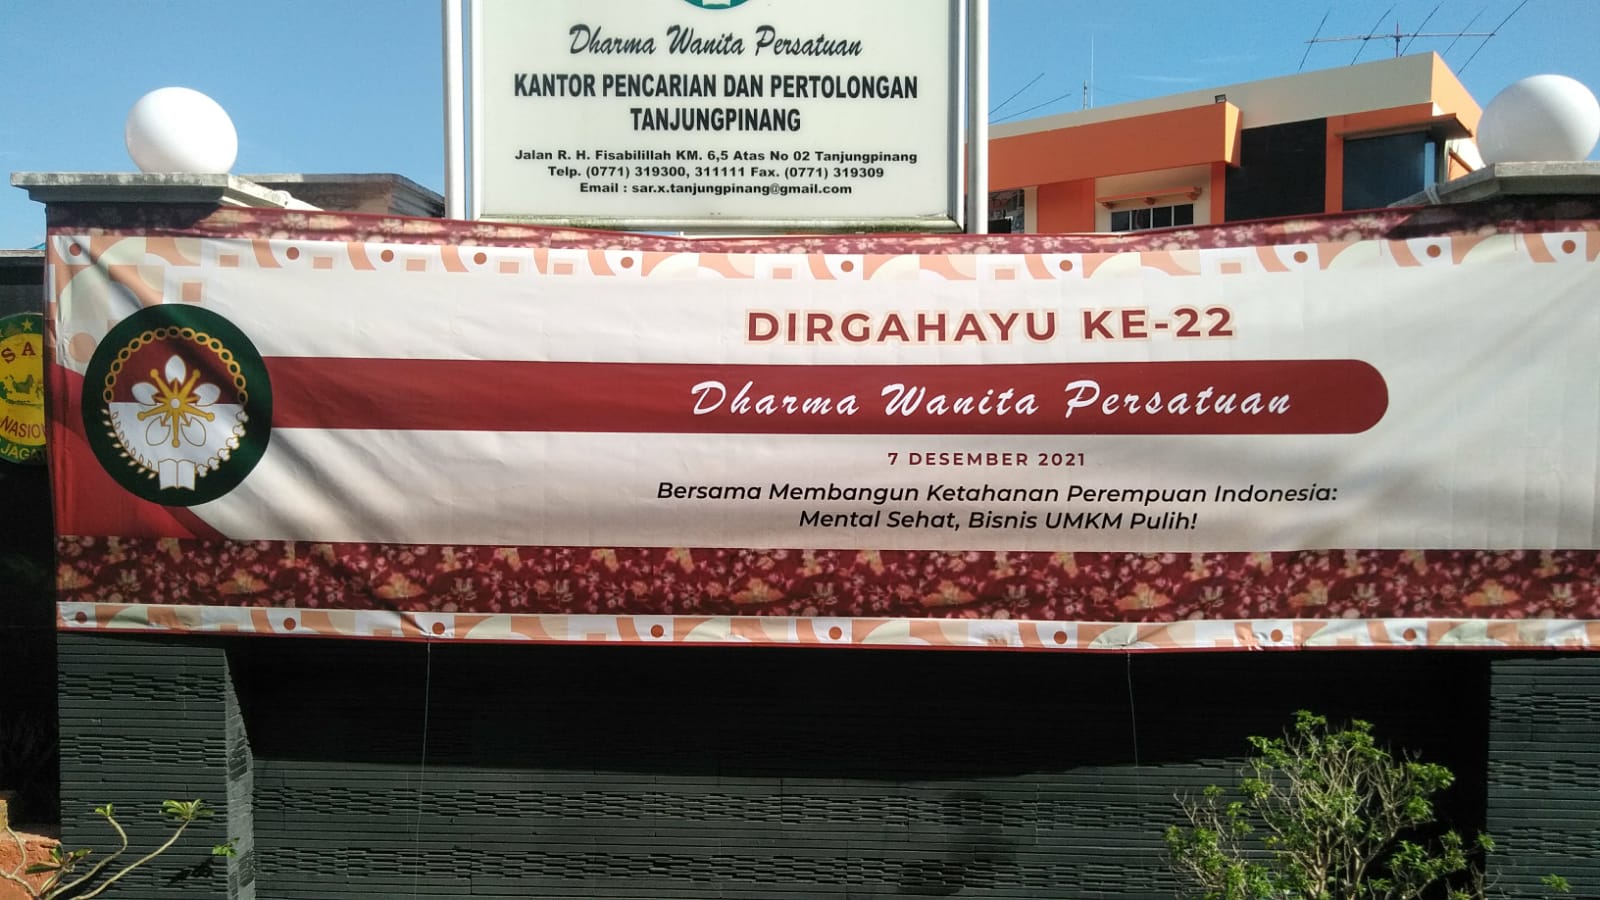 Dharma Wanita Persatuan
KANTOR PENCARIAN DAN PERTOLONGAN
TANJUNGPINANG
Jalan R. H. Fisabilillah KM. 6,5 Atas No 02 Tanjungpinang
Telp. (0771) 319300, 311111 Fax. (0771) 319309
Email : sar.x.tanjungpinang@gmail.com
DIRGAHAYU KE-22
Dharma Wanita Persatuan
7 DESEMBER 2021
Bersama Membangun Ketahanan Perempuan Indonesia:
Mental Sehat, Bisnis UMKM Pulih!